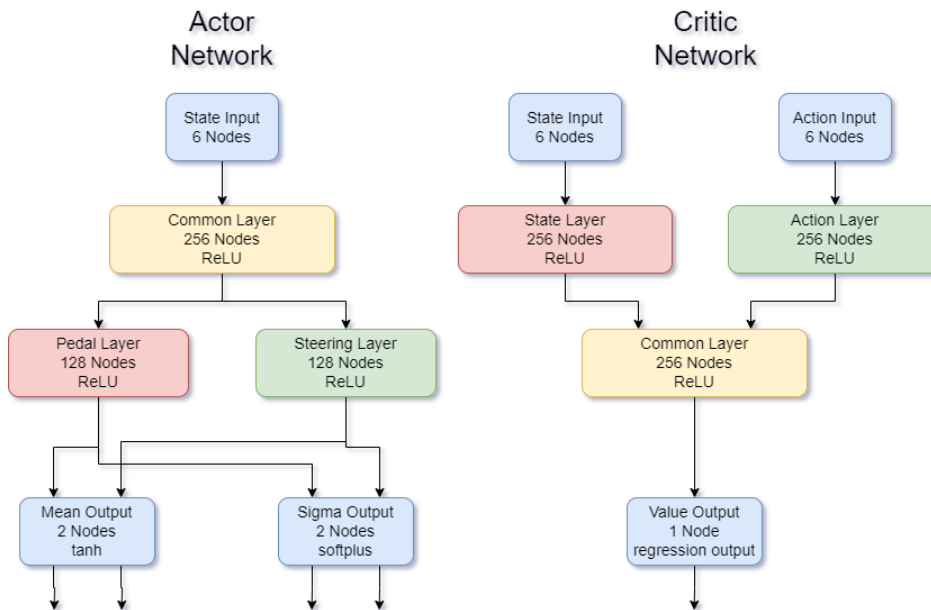 Actor
Network
State Input
6 Nodes
Common Layer
256 Nodes
ReLU
Pedal Layer
128 Nodes
ReLU
Steering Layer
128 Nodes
ReLU
Mean Output
2 Nodes
tanh
Sigma Output
2 Nodes
softplus
Critic
Network
State Input
6 Nodes
Action Input
6 Nodes
State Layer
256 Nodes
ReLU
Action Layer
256 Nodes
ReLU
Common Layer
256 Nodes
ReLU
Value Output
1 Node
regression output